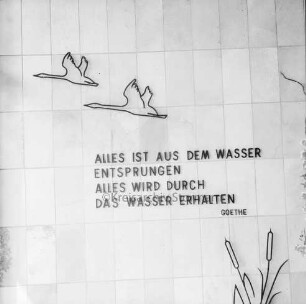 ALLES IST AUS DEM WASSER
ENTSPRUNGEN
ALLES WIRD DURCH
DAS WASSER ERHALTEN
GOETHE